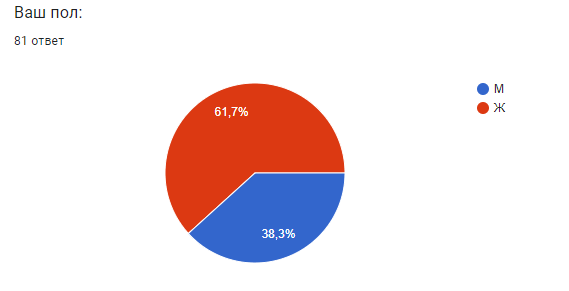 Ваш пол:
81 ответ
М
Ж
61,7%
38,3%